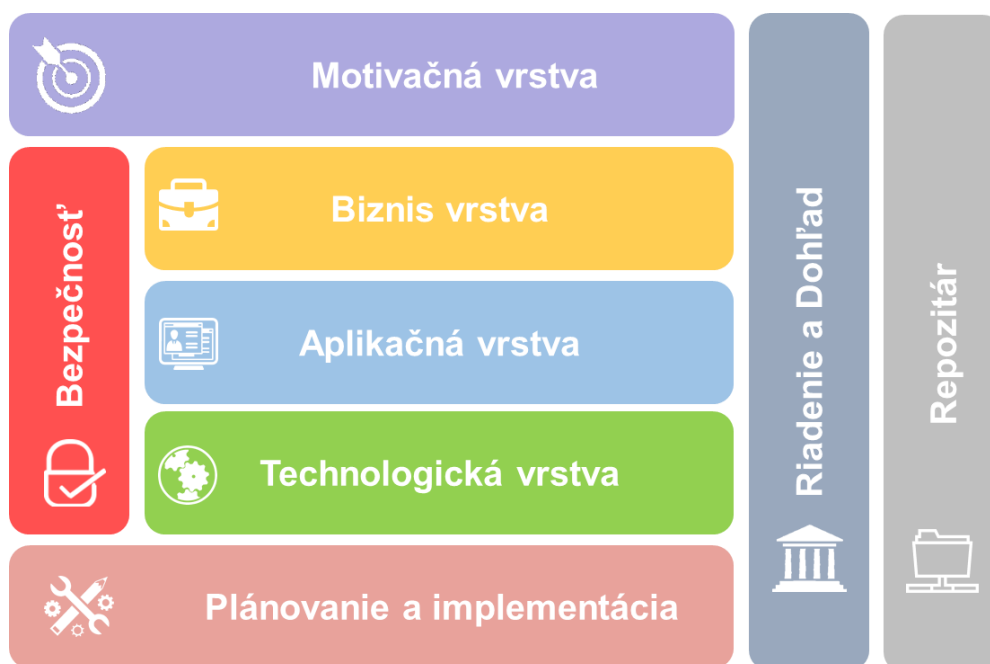 Motivačná vrstva
Bezpečnosť
Biznis vrstva
Aplikačná vrstva
Technologická vrstva
Plánovanie a implementácia
Riadenie a Dohľad
Repozitár